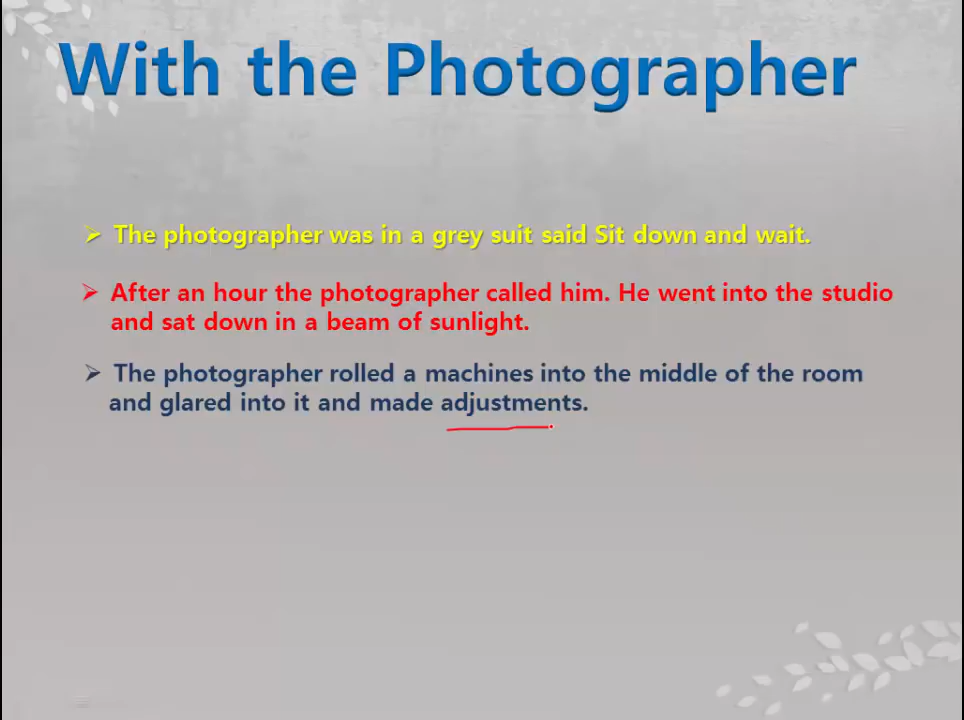 With the Photographer
➢ The photographer was in a grey suit said Sit down and wait.
➢ After an hour the photographer called him. He went into the studio
and sat down in a beam of sunlight.
➢ The photographer rolled a machines into the middle of the room
and glared into it and made adjustments.